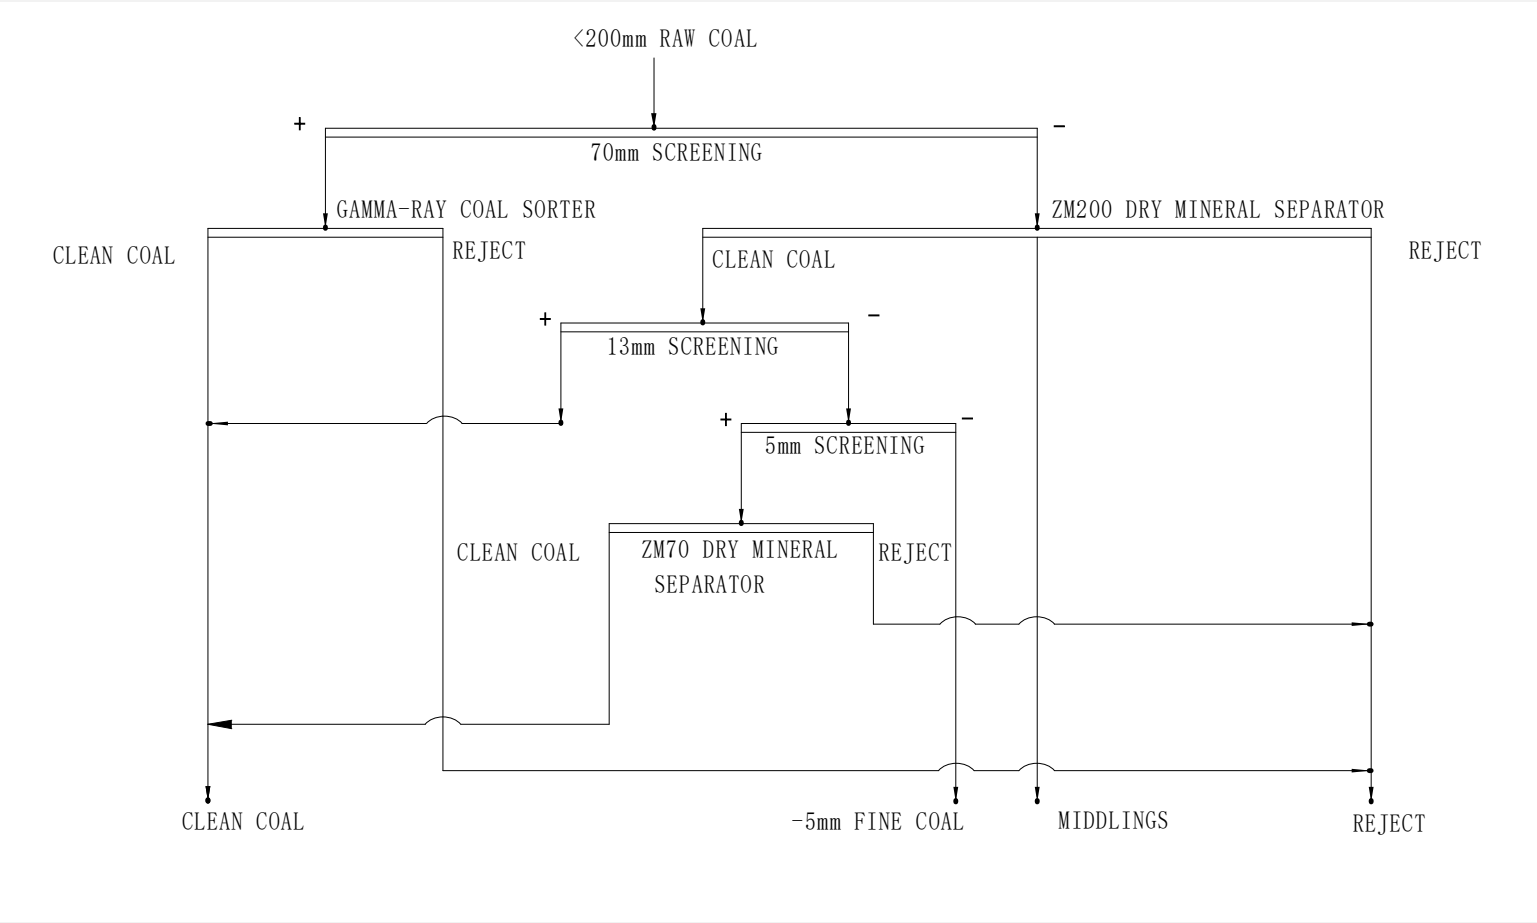 <200mm RAW COAL
+
-
70mm SCREENING
GAMMA-RAY COAL SORTER
ZM200 DRY MINERAL SEPARATOR
CLEAN COAL
REJECT
CLEAN COAL
REJECT
+
-
13mm SCREENING
+
-
5mm SCREENING
CLEAN COAL
ZM70 DRY MINERAL
SEPARATOR
REJECT
CLEAN COAL
-5mm FINE COAL
MIDDLINGS
REJECT